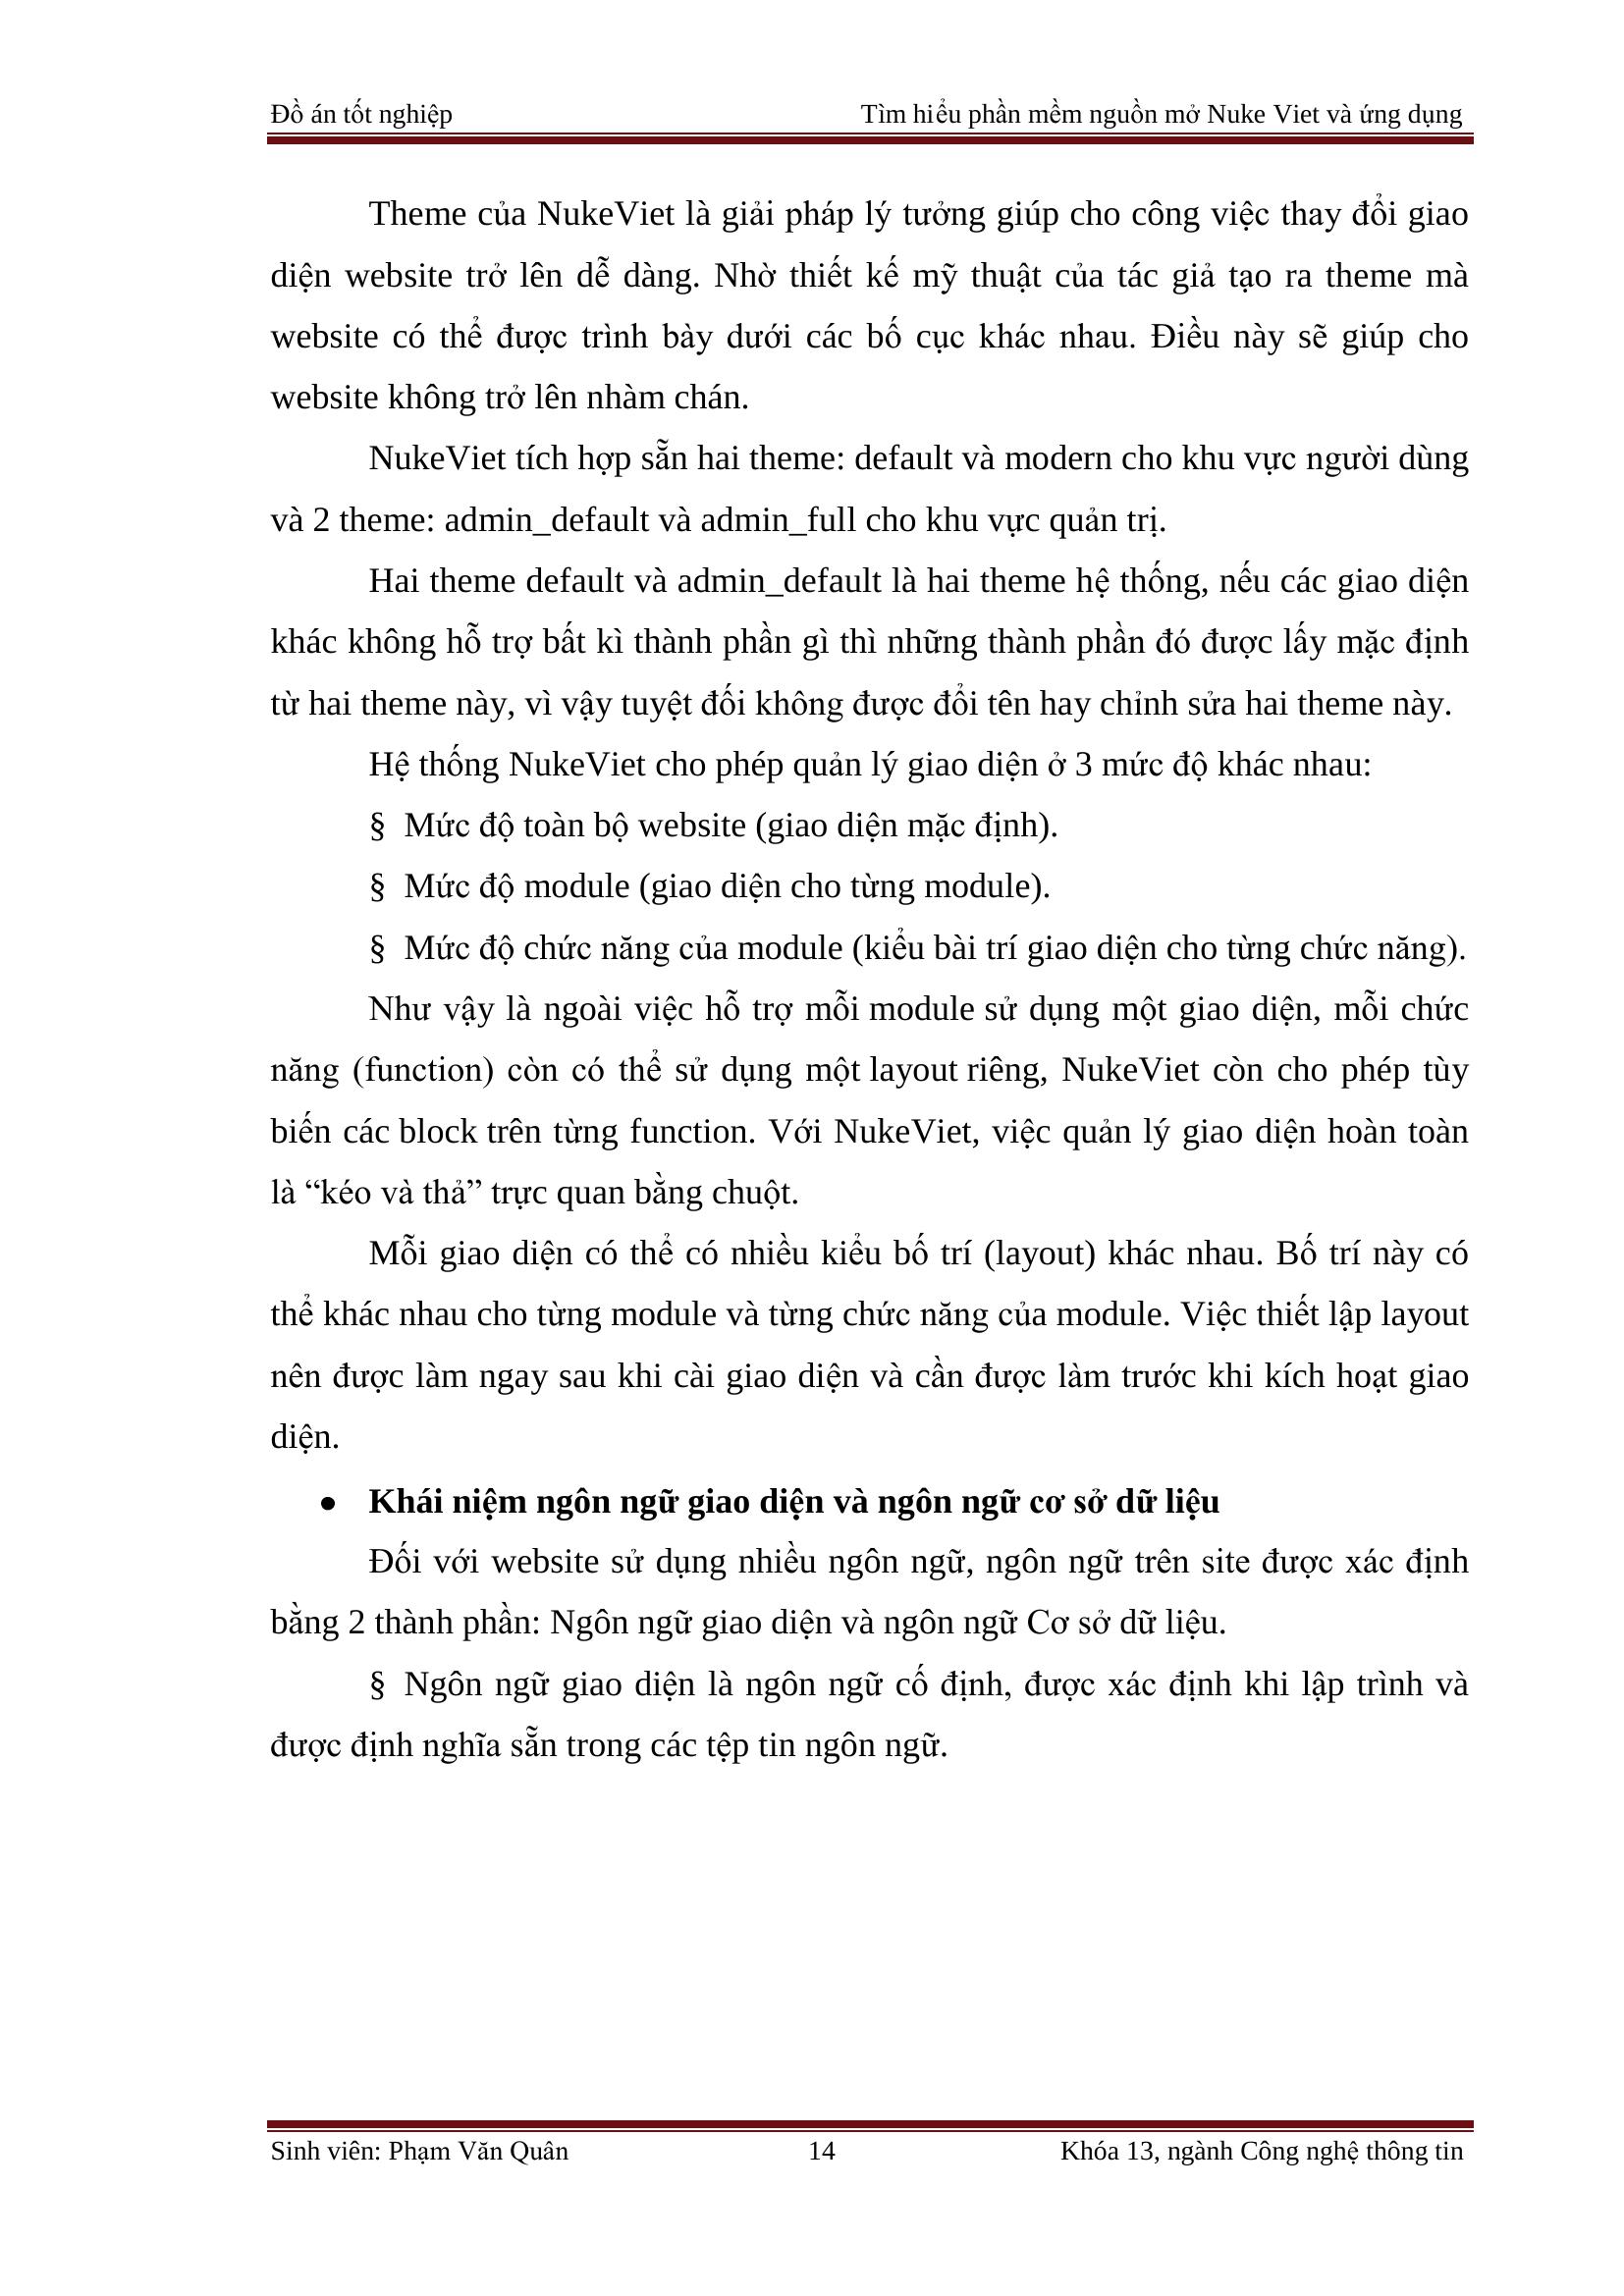 Đồ án tốt nghiệp Tìm hiểu phần mềm nguồn mở Nuke Viet và ứng dụng
Theme của NukeViet là giải pháp lý tưởng giúp cho công việc thay đổi giao
diện website trở lên dễ dàng. Nhờ thiết kế mỹ thuật của tác giả tạo ra theme mà
website có thể được trình bày dưới các bố cục khác nhau. Điều này sẽ giúp cho
website không trở lên nhàm chán.
NukeViet tích hợp sẵn hai theme: default và modern cho khu vực người dùng
và 2 theme: admin_default và admin_full cho khu vực quản trị.
Hai theme default và admin_default là hai theme hệ thống, nếu các giao diện
khác không hỗ trợ bất kì thành phần gì thì những thành phần đó được lấy mặc định
từ hai theme này, vì vậy tuyệt đối không được đổi tên hay chỉnh sửa hai theme này.
Hệ thống NukeViet cho phép quản lý giao diện ở 3 mức độ khác nhau:
§ Mức độ toàn bộ website (giao diện mặc định).
§ Mức độ module (giao diện cho từng module).
§ Mức độ chức năng của module (kiểu bài trí giao diện cho từng chức năng).
Như vậy là ngoài việc hỗ trợ mỗi module sử dụng một giao diện, mỗi chức
năng (function) còn có thể sử dụng một layout riêng, NukeViet còn cho phép tùy
biến các block trên từng function. Với NukeViet, việc quản lý giao diện hoàn toàn
là “kéo và thả” trực quan bằng chuột.
Mỗi giao diện có thể có nhiều kiểu bố trí (layout) khác nhau. Bố trí này có
thể khác nhau cho từng module và từng chức năng của module. Việc thiết lập layout
nên được làm ngay sau khi cài giao diện và cần được làm trước khi kích hoạt giao
diện.
● Khái niệm ngôn ngữ giao diện và ngôn ngữ cơ sở dữ liệu
Đối với website sử dụng nhiều ngôn ngữ, ngôn ngữ trên site được xác định
bằng 2 thành phần: Ngôn ngữ giao diện và ngôn ngữ Cơ sở dữ liệu.
§ Ngôn ngữ giao diện là ngôn ngữ cố định, được xác định khi lập trình và
được định nghĩa sẵn trong các tệp tin ngôn ngữ.
Sinh viên: Phạm Văn Quân 14 Khóa 13, ngành Công nghệ thông tin